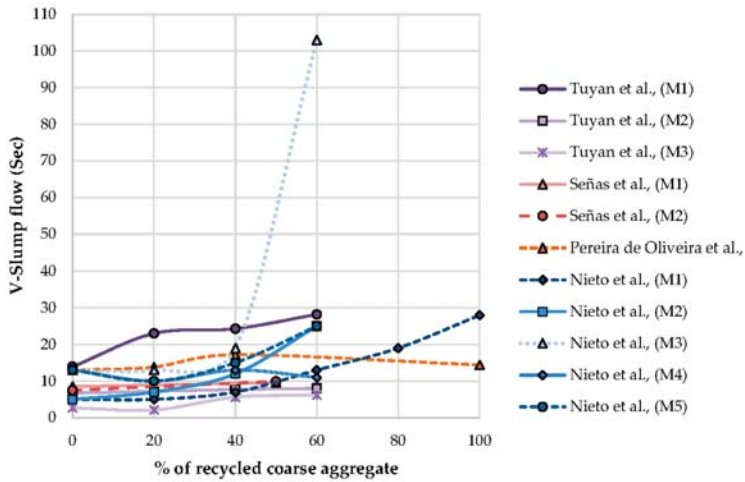 110
100
90
80
70
60
50
40
30
20
10
0
V-Slump flow (Sec)
0 20 40 60 80 100
% of recycled coarse aggregate
Tuyan et al., (M1)
Tuyan et al., (M2)
Tuyan et al., (M3)
Señas et al., (M1)
Señas et al., (M2)
Pereira de Oliveira et al.,
Nieto et al., (M1)
Nieto et al., (M2)
Nieto et al., (M3)
Nieto et al., (M4)
Nieto et al., (M5)